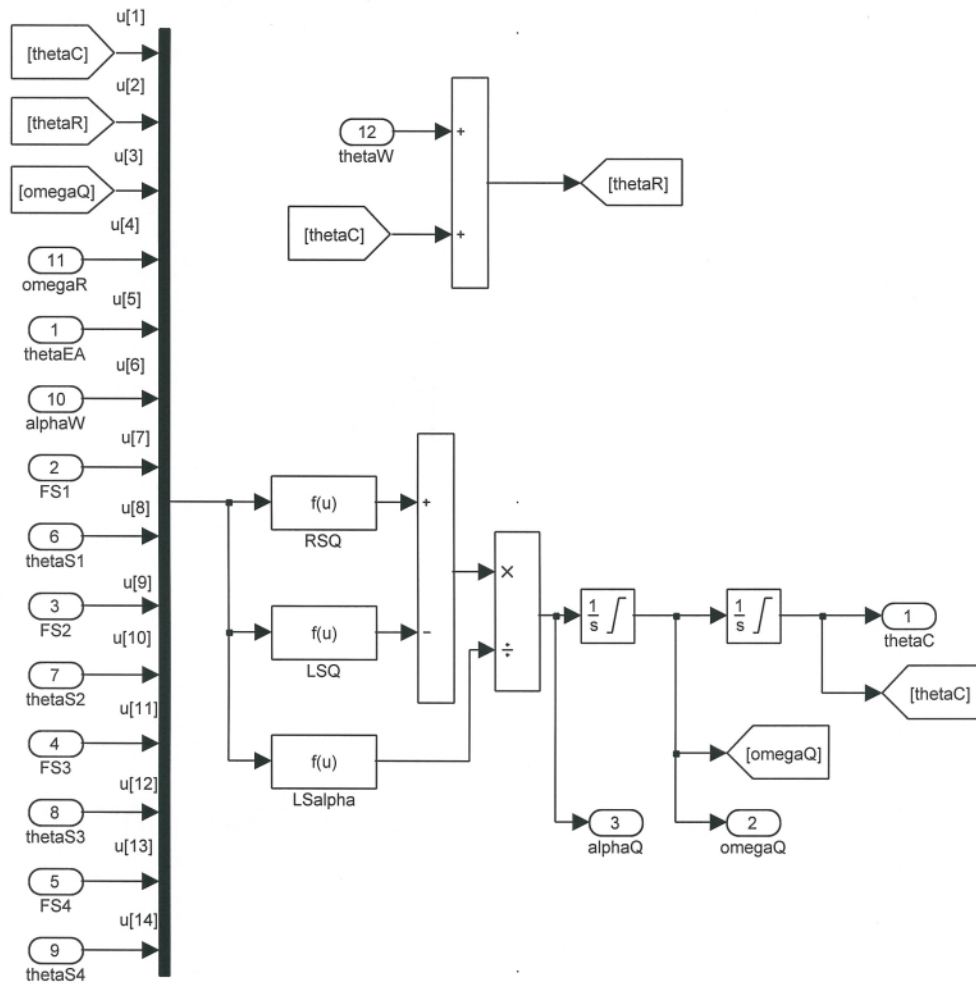 u[1]
[thetaC]
u[2]
[thetaR]
u[3]
[omegaQ]
u[4]
11
omegaR
u[5]
1
thetaEA
u[6]
10
alphaW
u[7]
2
FS1
u[8]
6
thetaS1
u[9]
3
FS2
u[10]
7
thetaS2
u[11]
4
FS3
u[12]
8
thetaS3
u[13]
5
FS4
u[14]
9
thetaS4
12
thetaW
+
[thetaC]
+
[thetaR]
f(u)
RSQ
f(u)
LSQ
f(u)
LSalpha
+
−
×
÷
1
s
1
s
1
thetaC
[thetaC]
[omegaQ]
3
alphaQ
2
omegaQ